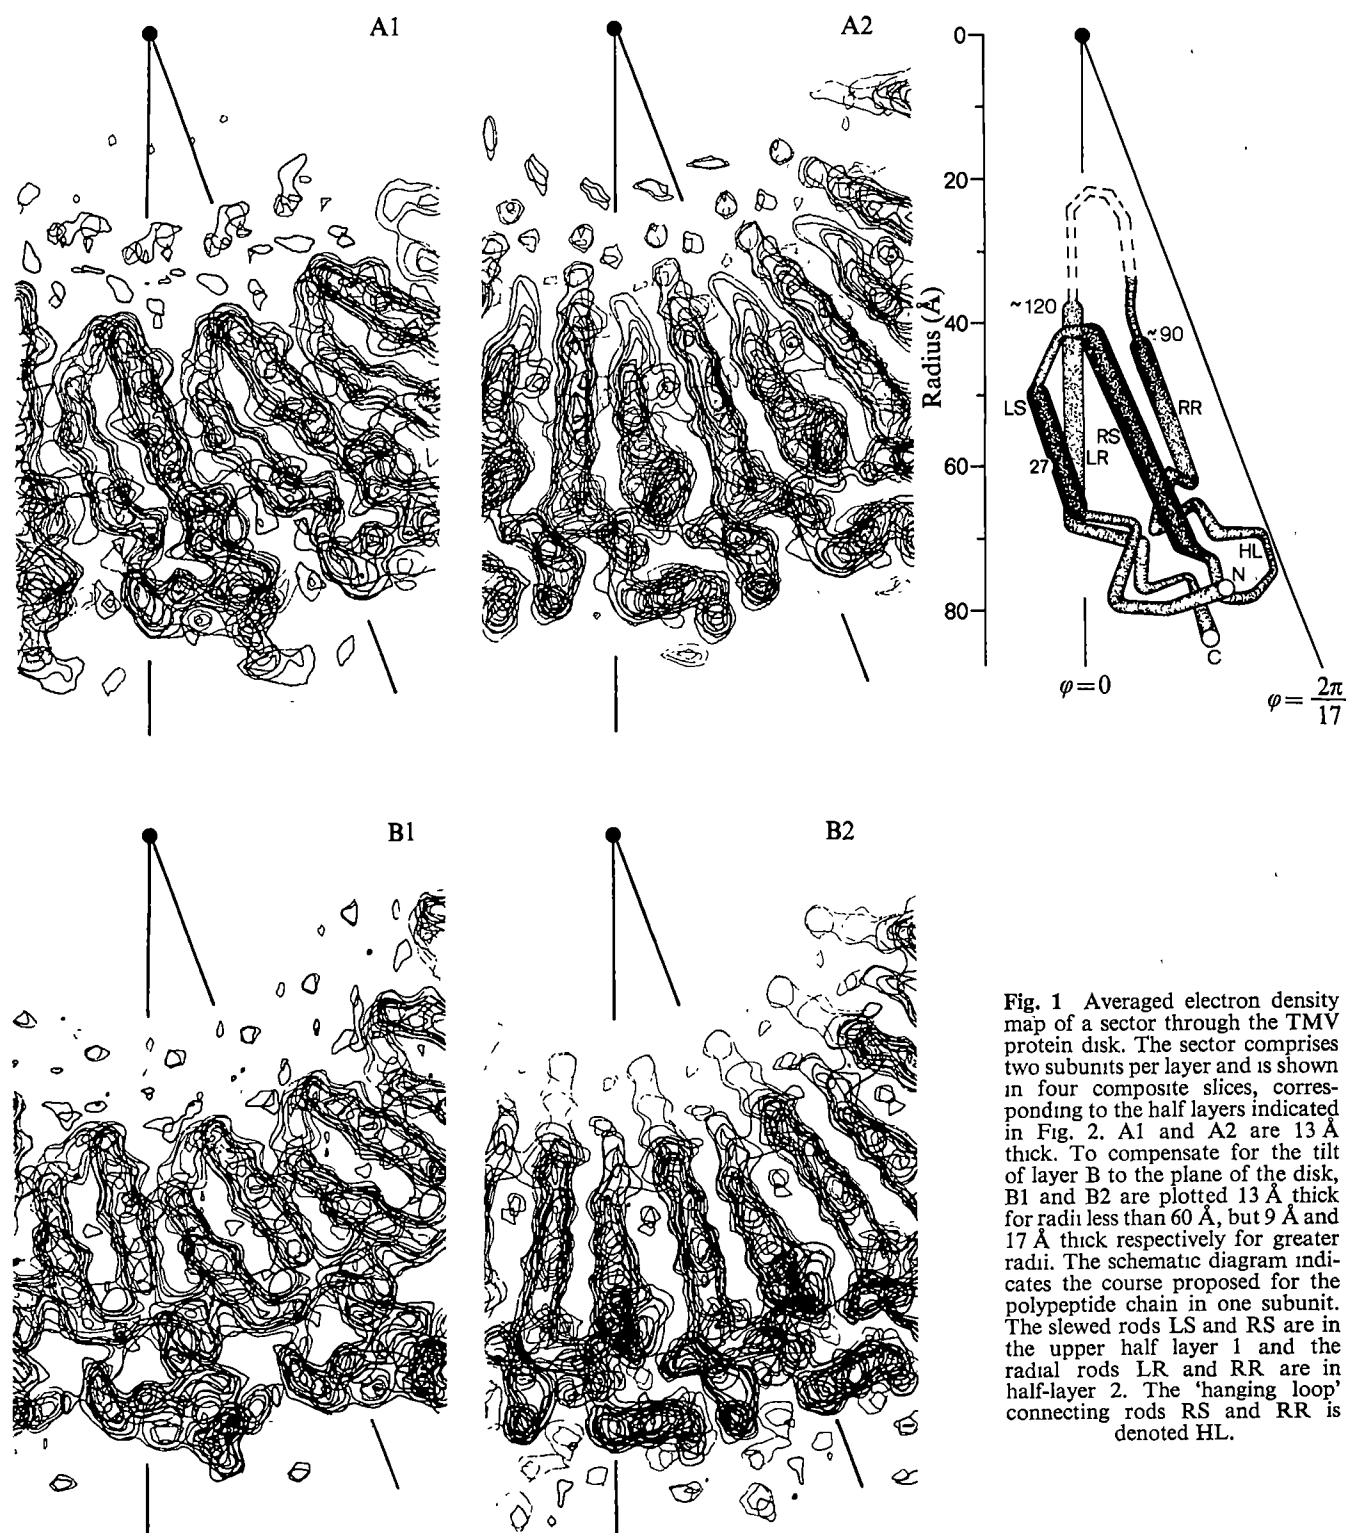 A1
A2
0
20
40
60
80
Radius (Å)
~120
~90
LS
RS
LR
RR
27
HL
N
C
φ=0
φ= 2π
17
B1
B2
Fig. 1 Averaged electron density
map of a sector through the TMV
protein disk. The sector comprises
two subunits per layer and is shown
in four composite slices, corres-
ponding to the half layers indicated
in Fig. 2. A1 and A2 are 13 Å
thick. To compensate for the tilt
of layer B to the plane of the disk,
B1 and B2 are plotted 13 Å thick
for radii less than 60 Å, but 9 Å and
17 Å thick respectively for greater
radii. The schematic diagram indi-
cates the course proposed for the
polypeptide chain in one subunit.
The slewed rods LS and RS are in
the upper half layer 1 and the
radial rods LR and RR are in
half-layer 2. The 'hanging loop'
connecting rods RS and RR is
denoted HL.